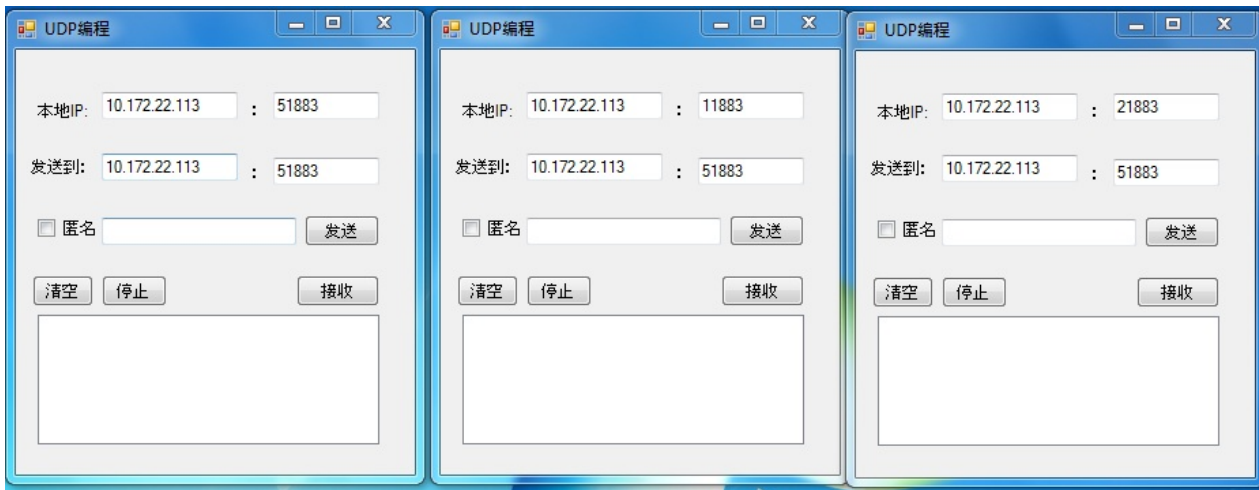 UDP编程
本地IP: 10.172.22.113 : 51883
发送到: 10.172.22.113 : 51883
匿名 发送
清空 停止 接收
UDP编程
本地IP: 10.172.22.113 : 11883
发送到: 10.172.22.113 : 51883
匿名 发送
清空 停止 接收
UDP编程
本地IP: 10.172.22.113 : 21883
发送到: 10.172.22.113 : 51883
匿名 发送
清空 停止 接收